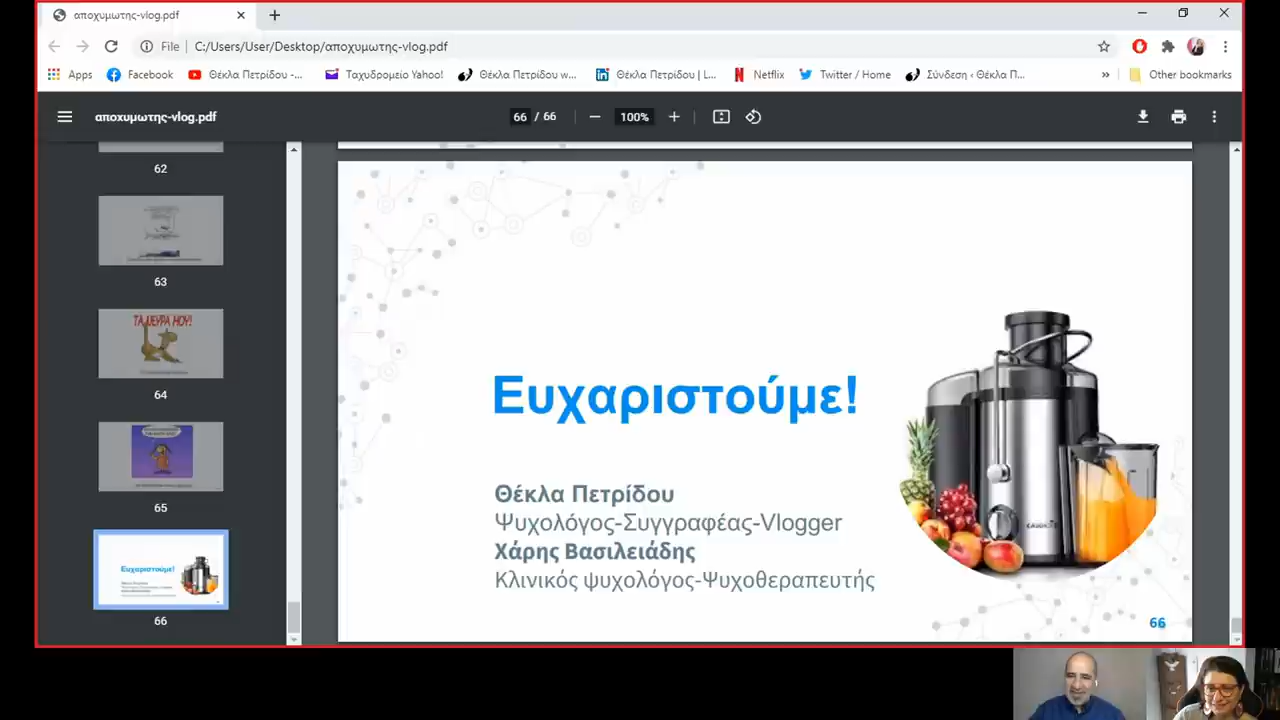 αποχυμωτης-vlog.pdf
File
C:/Users/User/Desktop/αποχυμωτης-vlog.pdf
Apps
Facebook
Θέκλα Πετρίδου -...
Ταχυδρομείο Yahoo!
Θέκλα Πετρίδου w...
Θέκλα Πετρίδου | L...
Netflix
Twitter / Home
Σύνδεση ‹ Θέκλα Π...
»
Other bookmarks
αποχυμωτης-vlog.pdf
66 / 66
100%
62
63
64
65
66
Ευχαριστούμε!
Θέκλα Πετρίδου
Ψυχολόγος-Συγγραφέας-Vlogger
Χάρης Βασιλειάδης
Κλινικός ψυχολόγος-Ψυχοθεραπευτής
66